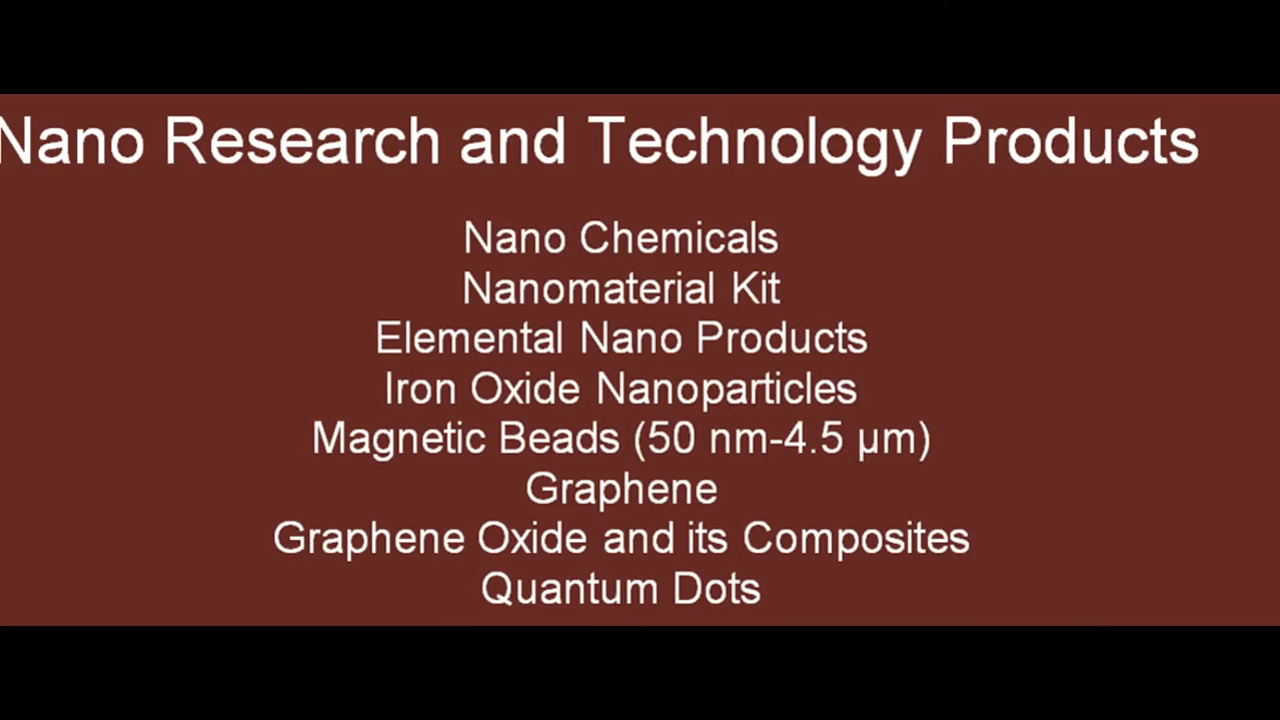 Nano Research and Technology Products
Nano Chemicals
Nanomaterial Kit
Elemental Nano Products
Iron Oxide Nanoparticles
Magnetic Beads (50 nm-4.5 µm)
Graphene
Graphene Oxide and its Composites
Quantum Dots